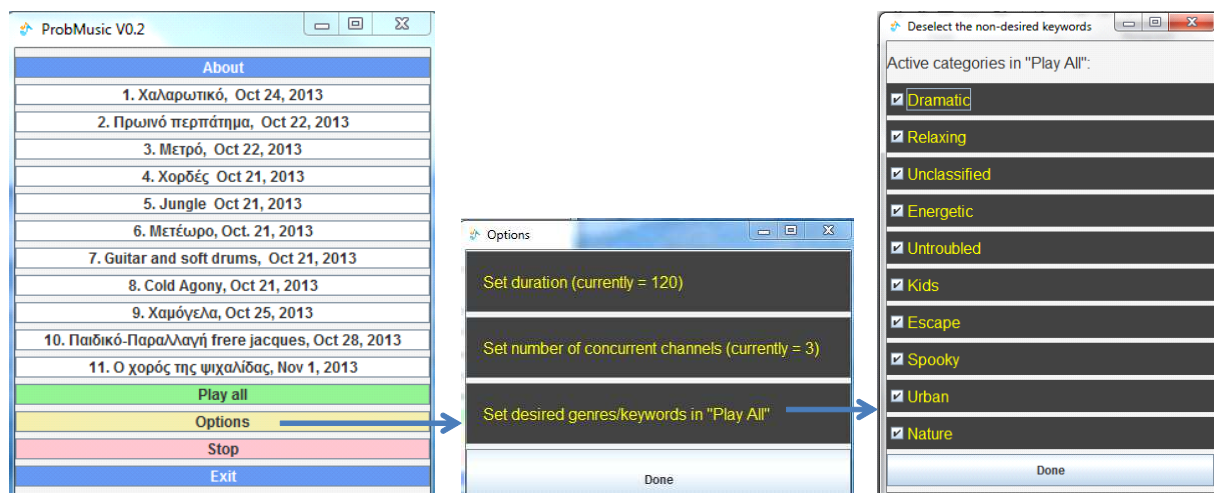 ProbMusic V0.2
About
1. Χαλαρωτικό, Oct 24, 2013
2. Πρωινό περπάτημα, Oct 22, 2013
3. Μετρό, Oct 22, 2013
4. Χορδές Oct 21, 2013
5. Jungle Oct 21, 2013
6. Μετέωρο, Oct. 21, 2013
7. Guitar and soft drums, Oct 21, 2013
8. Cold Agony, Oct 21, 2013
9. Χαμόγελα, Oct 25, 2013
10. Παιδικό-Παραλλαγή frere jacques, Oct 28, 2013
11. Ο χορός της ψιχαλίδας, Nov 1, 2013
Play all
Options
Stop
Exit
Options
Set duration (currently = 120)
Set number of concurrent channels (currently = 3)
Set desired genres/keywords in "Play All"
Done
Deselect the non-desired keywords
Active categories in "Play All":
Dramatic
Relaxing
Unclassified
Energetic
Untroubled
Kids
Escape
Spooky
Urban
Nature
Done